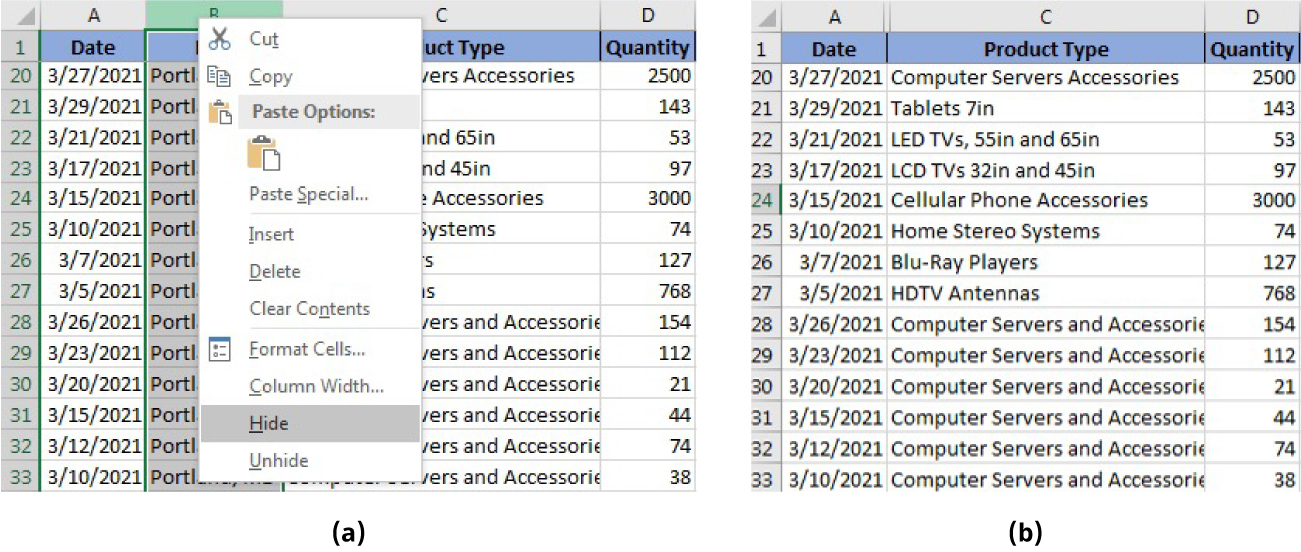 A B C D
1 Date uct Type Quantity
20 3/27/2021 Portl vers Accessories 2500
21 3/29/2021 Portl 143
22 3/21/2021 Portl nd 65in 53
23 3/17/2021 Portl nd 45in 97
24 3/15/2021 Portl e Accessories 3000
25 3/10/2021 Portl Systems 74
26 3/7/2021 Portl rs 127
27 3/5/2021 Portl s 768
28 3/26/2021 Portl vers and Accessorie 154
29 3/23/2021 Portl vers and Accessorie 112
30 3/20/2021 Portl vers and Accessorie 21
31 3/15/2021 Portl vers and Accessorie 44
32 3/12/2021 Portl vers and Accessorie 74
33 3/10/2021 Portl vers and Accessorie 38
Cut
Copy
Paste Options:
Paste Special...
Insert
Delete
Clear Contents
Format Cells...
Column Width...
Hide
Unhide
(a)
A C D
1 Date Product Type Quantity
20 3/27/2021 Computer Servers Accessories 2500
21 3/29/2021 Tablets 7in 143
22 3/21/2021 LED TVs, 55in and 65in 53
23 3/17/2021 LCD TVs 32in and 45in 97
24 3/15/2021 Cellular Phone Accessories 3000
25 3/10/2021 Home Stereo Systems 74
26 3/7/2021 Blu-Ray Players 127
27 3/5/2021 HDTV Antennas 768
28 3/26/2021 Computer Servers and Accessorie 154
29 3/23/2021 Computer Servers and Accessorie 112
30 3/20/2021 Computer Servers and Accessorie 21
31 3/15/2021 Computer Servers and Accessorie 44
32 3/12/2021 Computer Servers and Accessorie 74
33 3/10/2021 Computer Servers and Accessorie 38
(b)